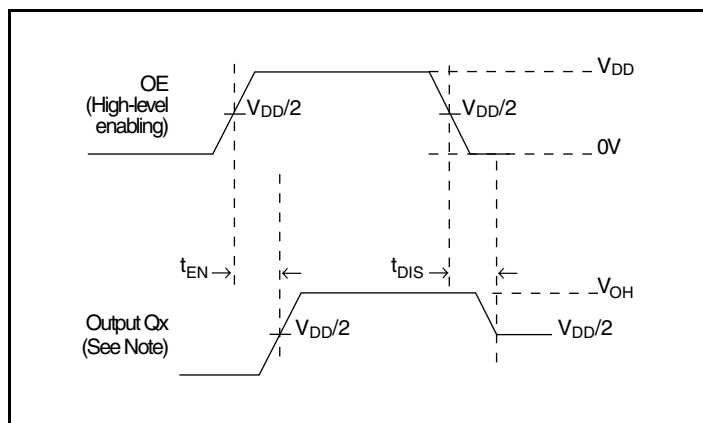 OE
(High-level
enabling)
V_DD/2
V_DD/2
V_DD
0V
t_EN
t_DIS
Output Qx
(See Note)
V_DD/2
V_OH
V_DD/2